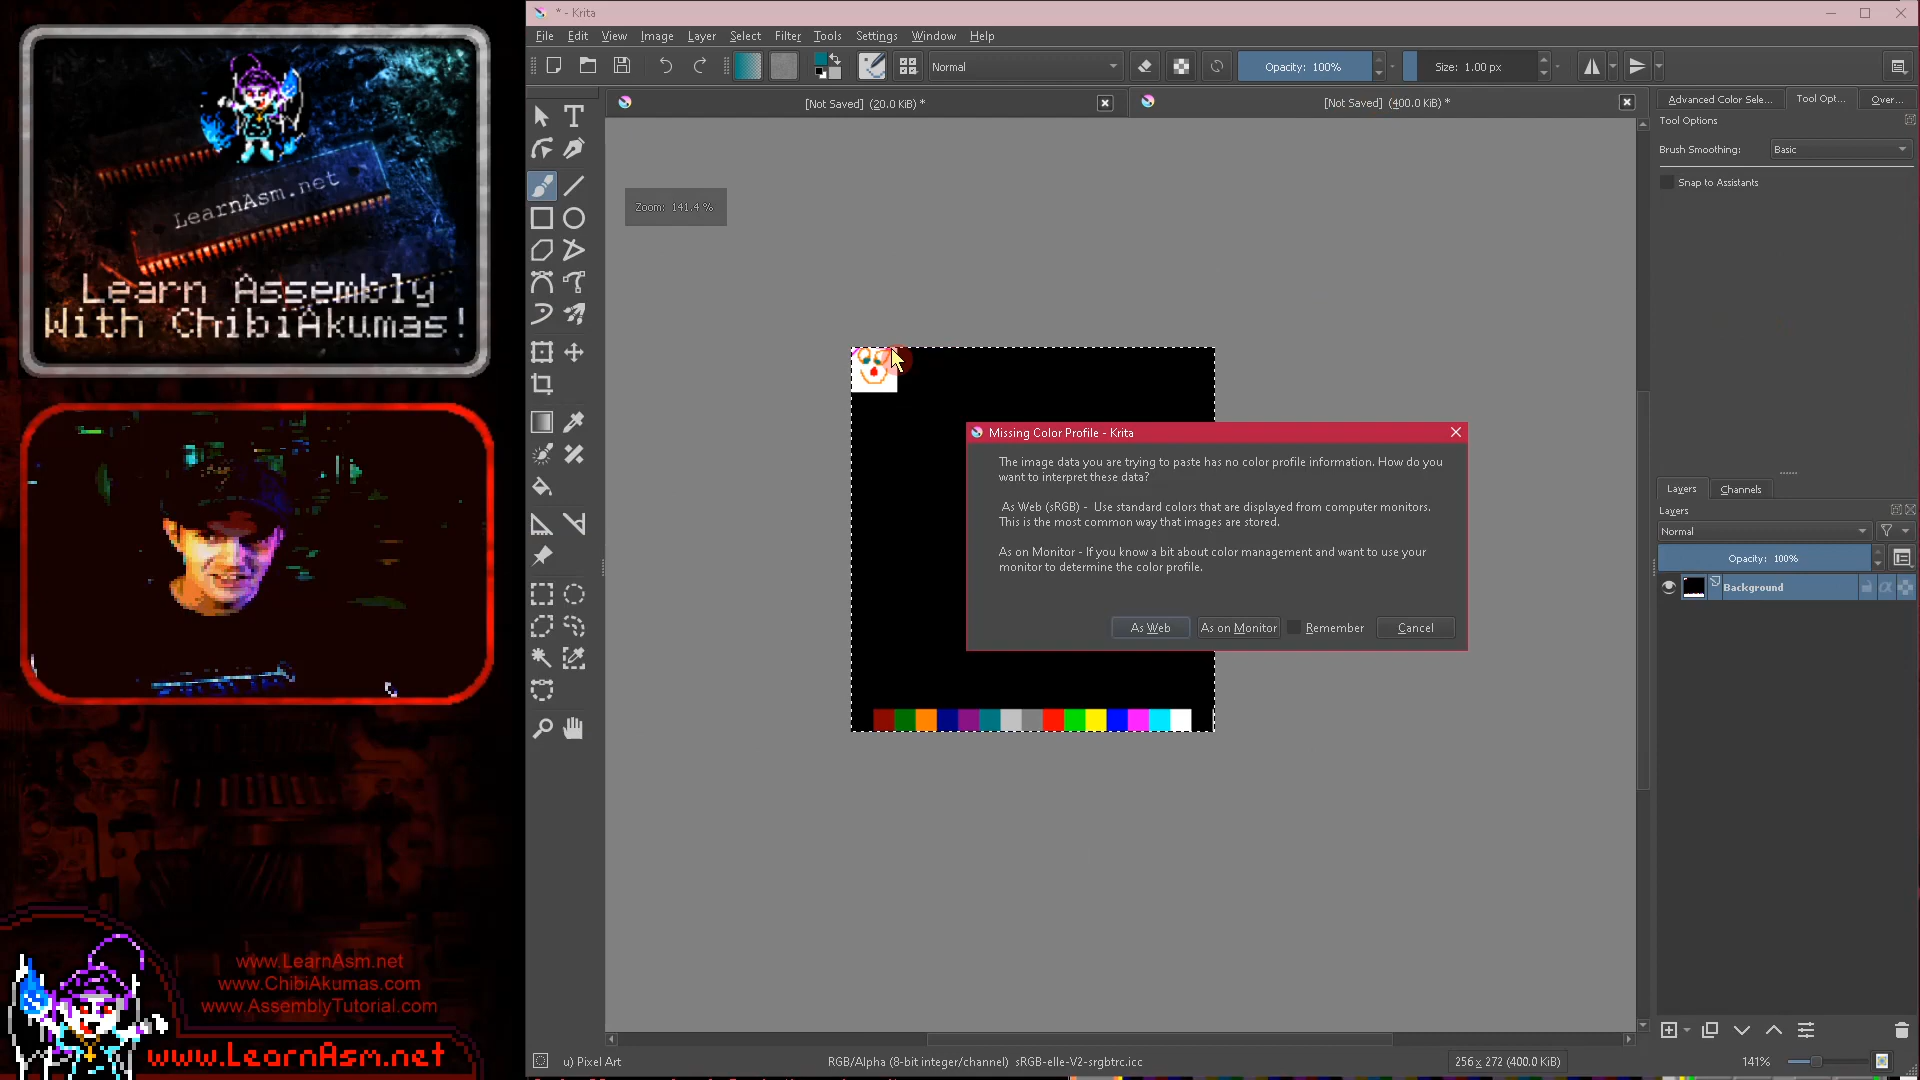 * - Krita
File Edit View Image Layer Select Filter Tools Settings Window Help
Normal
Opacity: 100%
Size: 1.00 px
[Not Saved] (20.0 KiB) *
[Not Saved] (400.0 KiB) *
Advanced Color Sele...
Tool Opt...
Over...
Tool Options
Brush Smoothing:
Basic
Snap to Assistants
Zoom: 141.4 %
LearnAsm.net
Learn Assembly
With ChibiAkumas!
Missing Color Profile - Krita
The image data you are trying to paste has no color profile information. How do you
want to interpret these data?
As Web (sRGB) - Use standard colors that are displayed from computer monitors.
This is the most common way that images are stored.
As on Monitor - If you know a bit about color management and want to use your
monitor to determine the color profile.
As Web
As on Monitor
Remember
Cancel
Layers
Channels
Layers
Normal
Opacity: 100%
Background
www.LearnAsm.net
www.ChibiAkumas.com
www.AssemblyTutorial.com
www.LearnAsm.net
u) Pixel Art
RGB/Alpha (8-bit integer/channel) sRGB-elle-V2-srgbtrc.icc
256 x 272 (400.0 KiB)
141%